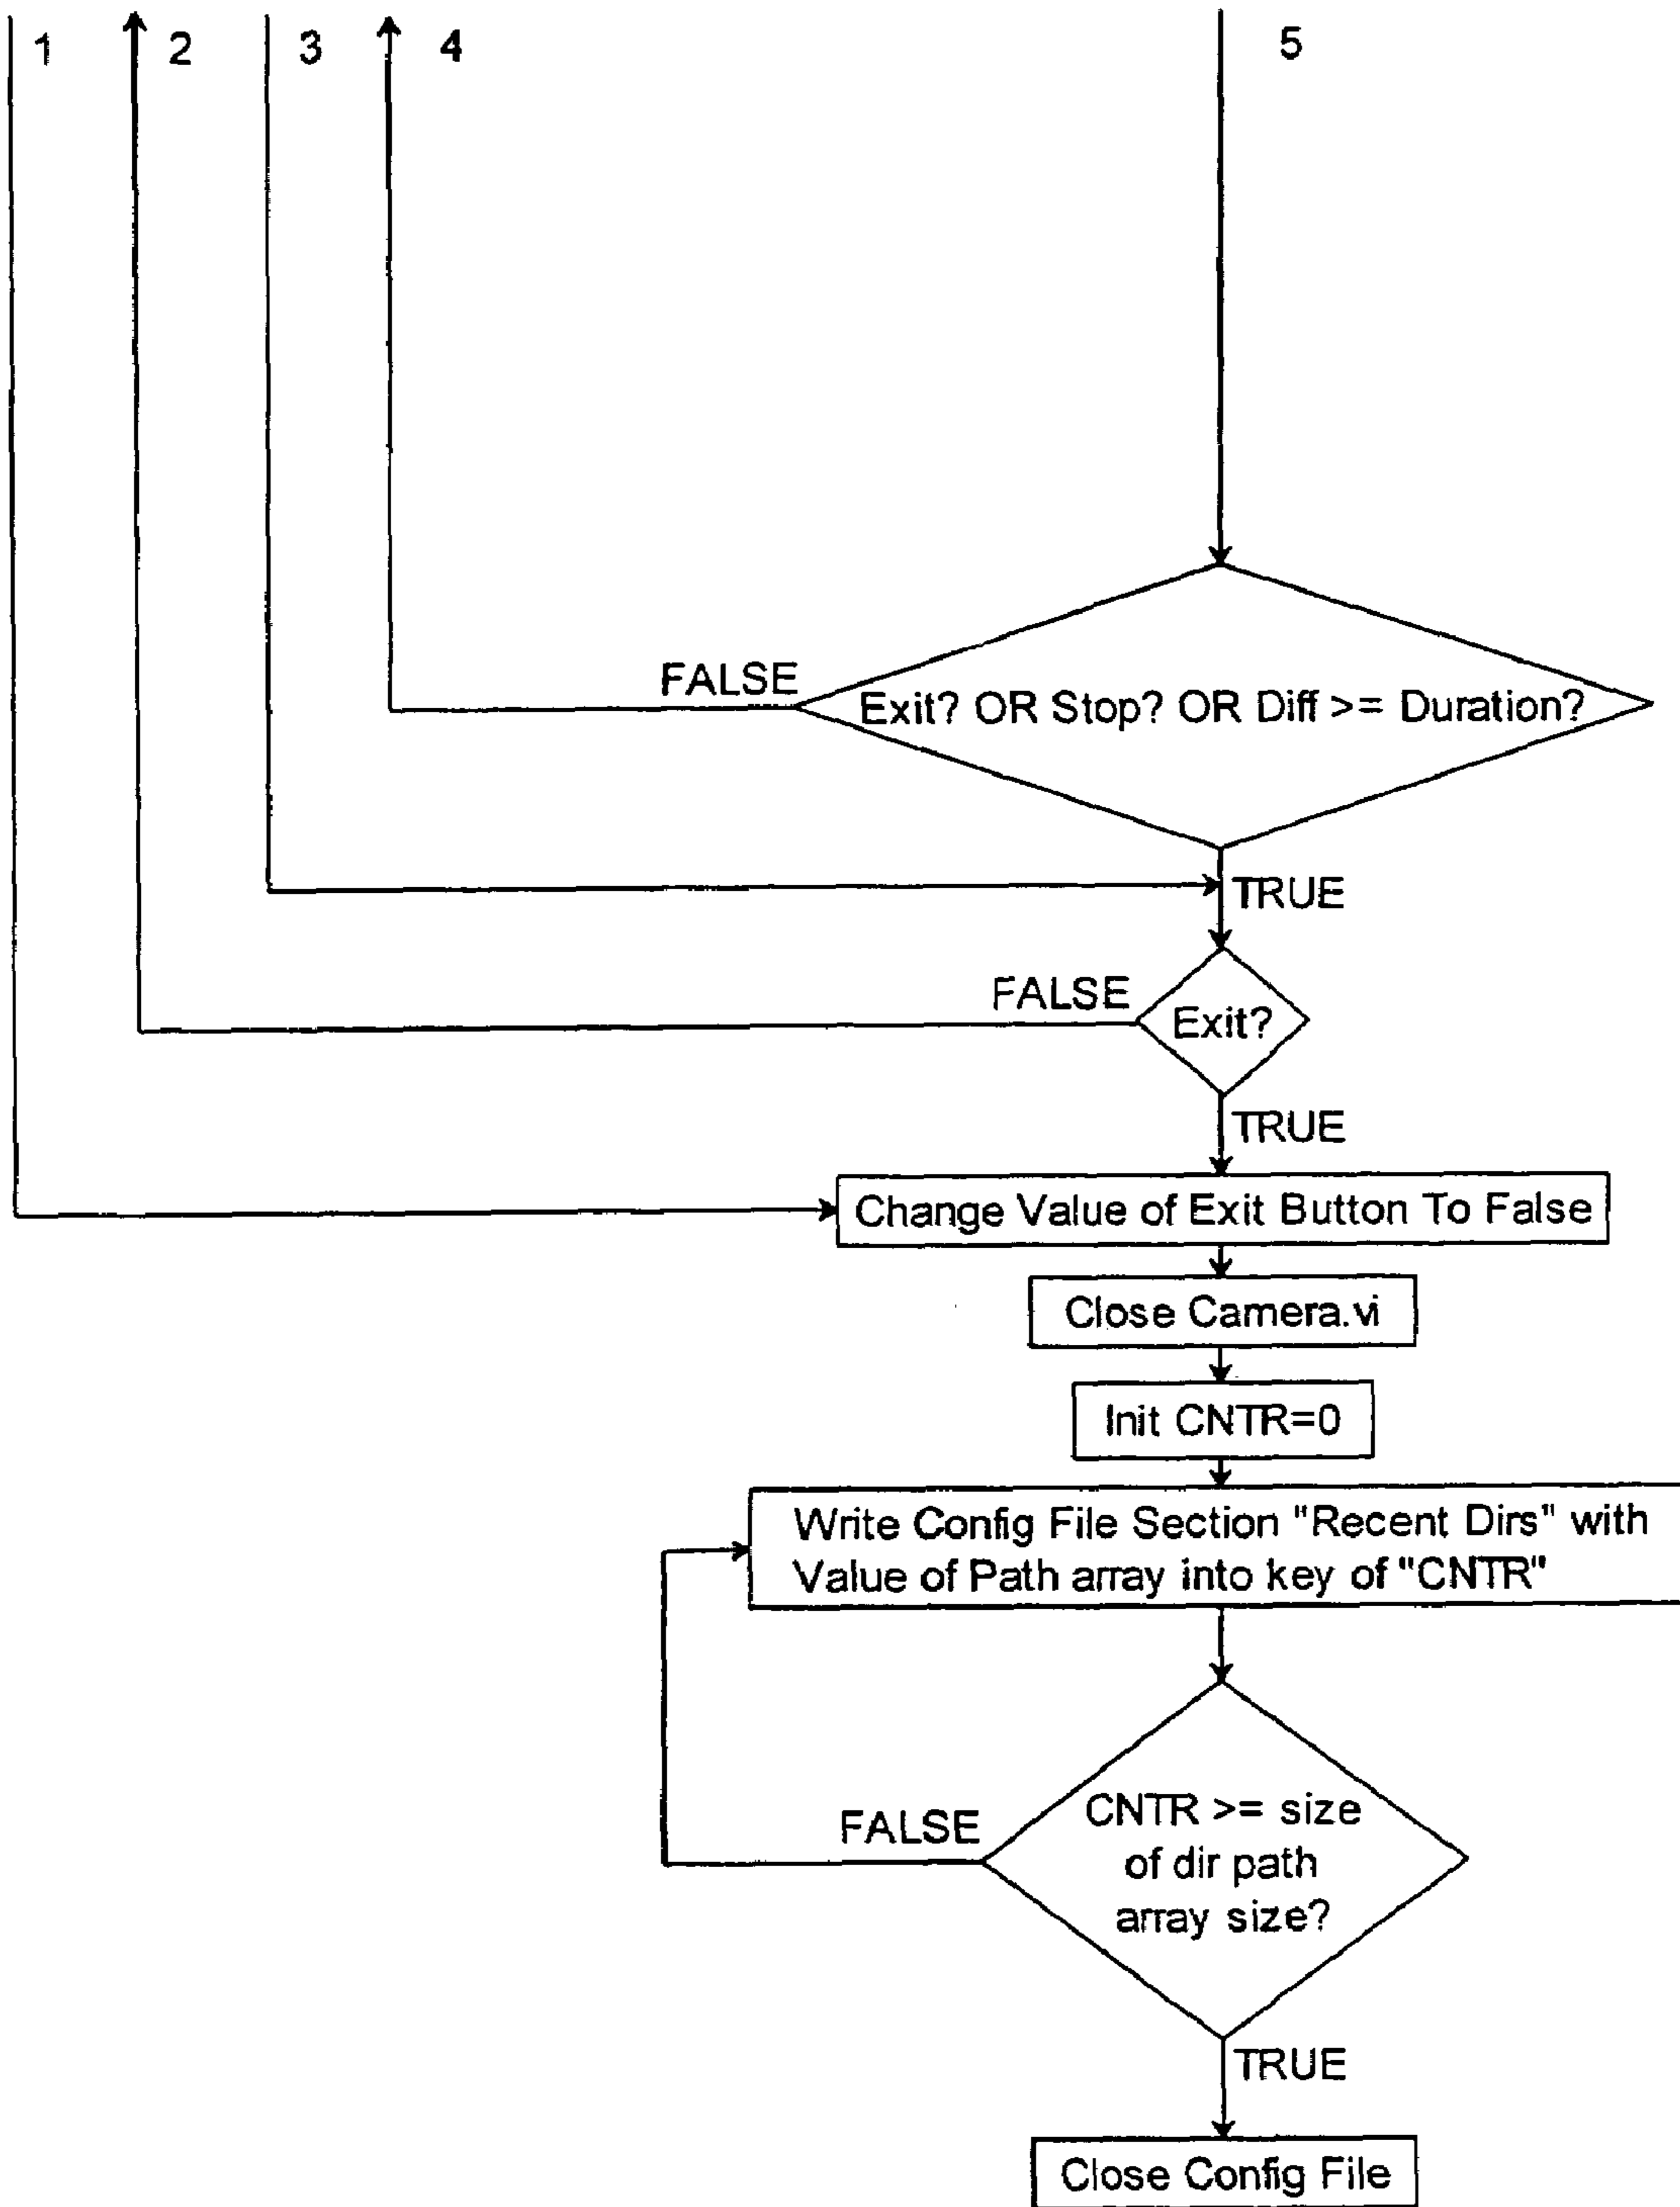 1
2
3
4
5
FALSE
Exit? OR Stop? OR Diff >= Duration?
TRUE
FALSE
Exit?
TRUE
Change Value of Exit Button To False
Close Camera.vi
Init CNTR=0
Write Config File Section "Recent Dirs" with
Value of Path array into key of "CNTR"
FALSE
CNTR >= size
of dir path
array size?
TRUE
Close Config File